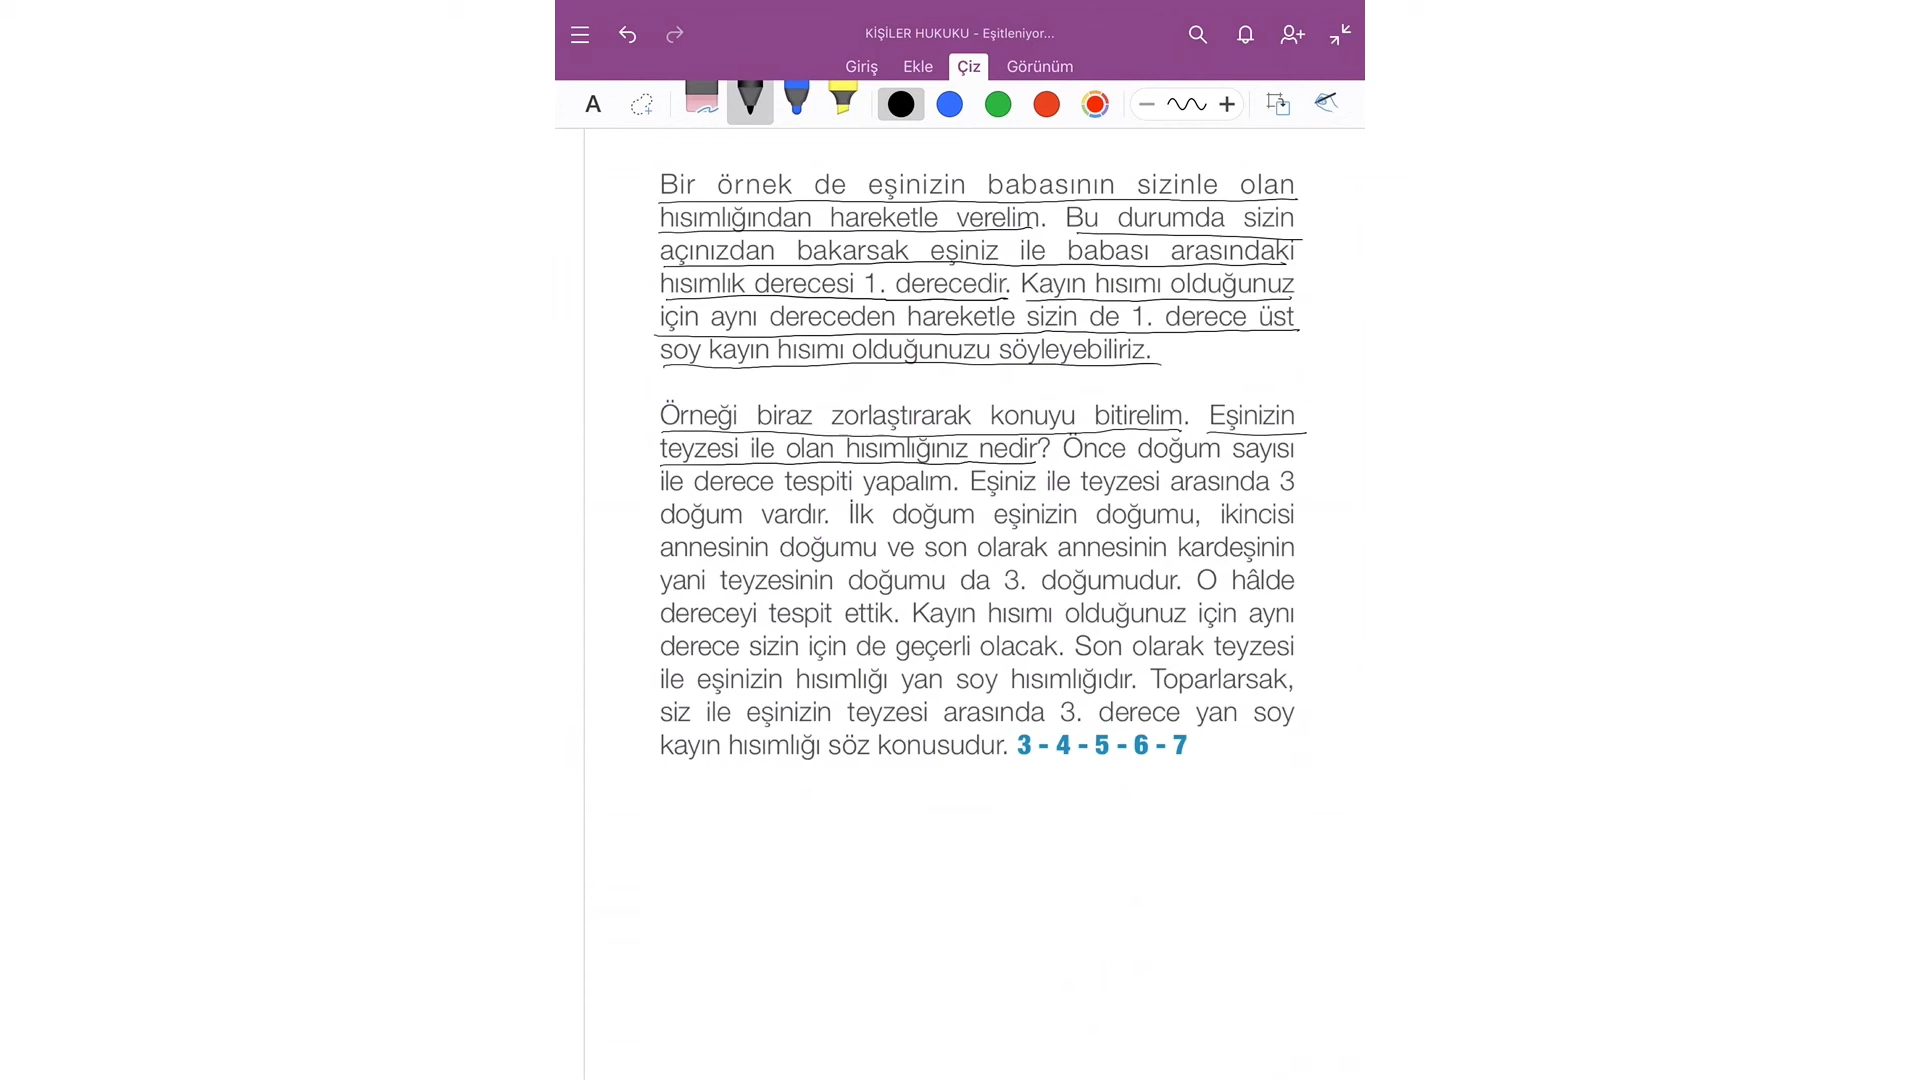 KİŞİLER HUKUKU - Eşitleniyor...
Giriş Ekle Çiz Görünüm
A
Bir örnek de eşinizin babasının sizinle olan
hısımlığından hareketle verelim. Bu durumda sizin
açınızdan bakarsak eşiniz ile babası arasındaki
hısımlık derecesi 1. derecedir. Kayın hısımı olduğunuz
için aynı dereceden hareketle sizin de 1. derece üst
soy kayın hısımı olduğunuzu söyleyebiliriz.
Örneği biraz zorlaştırarak konuyu bitirelim. Eşinizin
teyzesi ile olan hısımlığınız nedir? Önce doğum sayısı
ile derece tespiti yapalım. Eşiniz ile teyzesi arasında 3
doğum vardır. İlk doğum eşinizin doğumu, ikincisi
annesinin doğumu ve son olarak annesinin kardeşinin
yani teyzesinin doğumu da 3. doğumudur. O hâlde
dereceyi tespit ettik. Kayın hısımı olduğunuz için aynı
derece sizin için de geçerli olacak. Son olarak teyzesi
ile eşinizin hısımlığı yan soy hısımlığıdır. Toparlarsak,
siz ile eşinizin teyzesi arasında 3. derece yan soy
kayın hısımlığı söz konusudur. 3 - 4 - 5 - 6 - 7